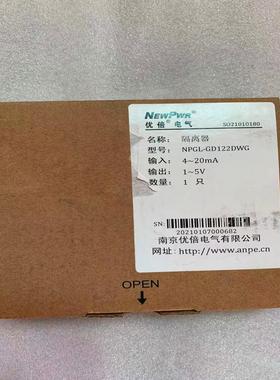 NEWPWR®
优倍®电气
SO21010180
名称: 隔离器
型号: NPGL-GD122DWG
输入: 4~20mA
输出: 1~5V
数量: 1 只
SN:
20210107000682
南京优倍电气有限公司
网址: www.anpe.cn
OPEN